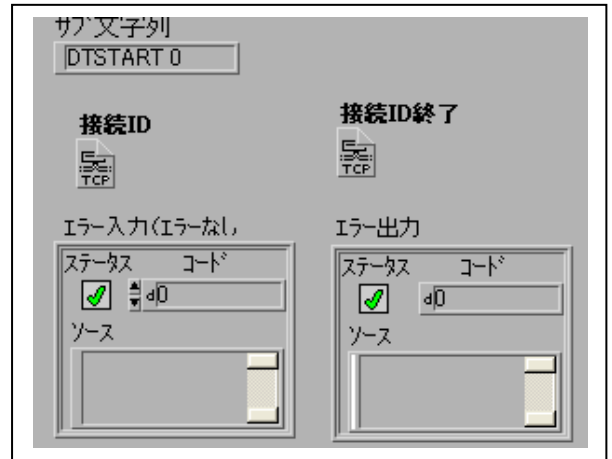 サブ文字列
DTSTART 0
接続ID
接続ID終了
TCP
TCP
エラー入力(エラーなし
エラー出力
ステータス
コード
d0
ソース
ステータス
コード
d0
ソース